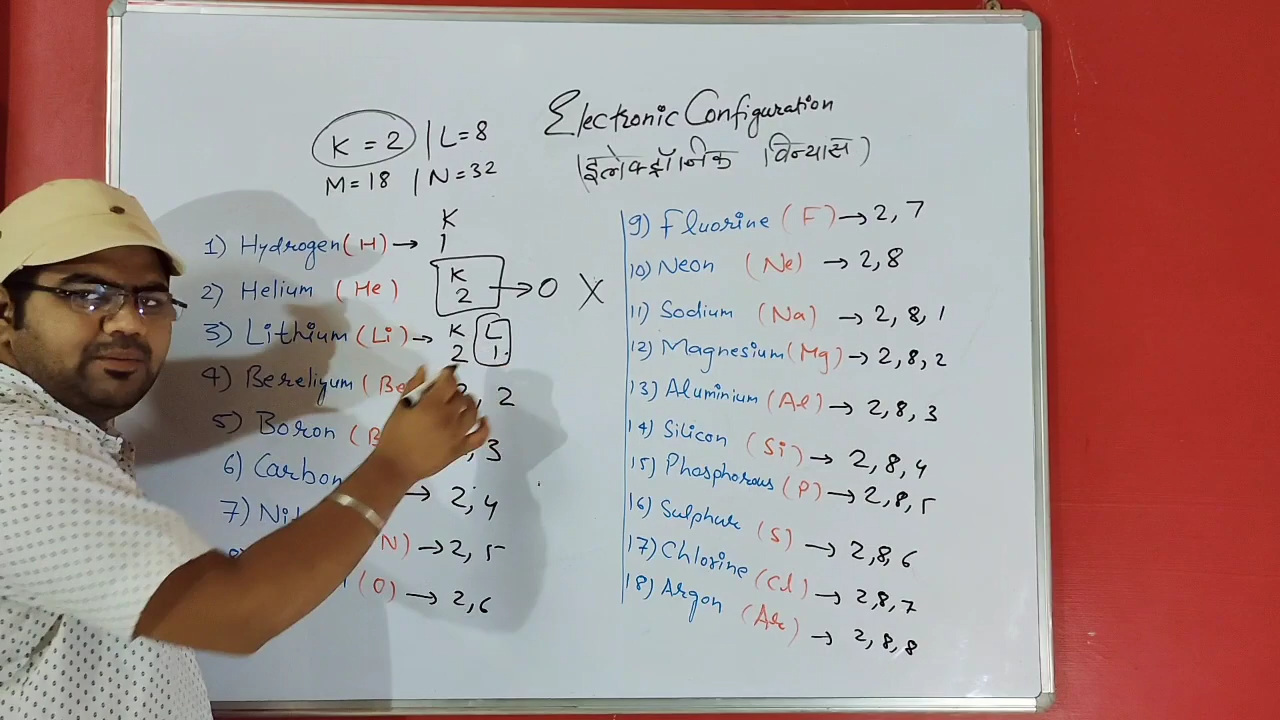 Electronic Configuration
(इलेक्ट्रॉनिक विन्यास)
K = 2 | L = 8
M = 18 | N = 32
K
1) Hydrogen (H) → 1
K
2) Helium (He) 2 → 0 X
K L
3) Lithium (Li) → 2 1
4) Bereliyum (Be 2, 2
5) Boron (B , 3
6) Carbon → 2, 4
7) Nit N) → 2, 5
(O) → 2, 6
9) Fluorine (F) → 2, 7
10) Neon (Ne) → 2, 8
11) Sodium (Na) → 2, 8, 1
12) Magnesium (Mg) → 2, 8, 2
13) Aluminium (Al) → 2, 8, 3
14) Silicon (Si) → 2, 8, 4
15) Phosphorous (P) → 2, 8, 5
16) Sulphur (S) → 2, 8, 6
17) Chlorine (Cl) → 2, 8, 7
18) Argon (Ar) → 2, 8, 8